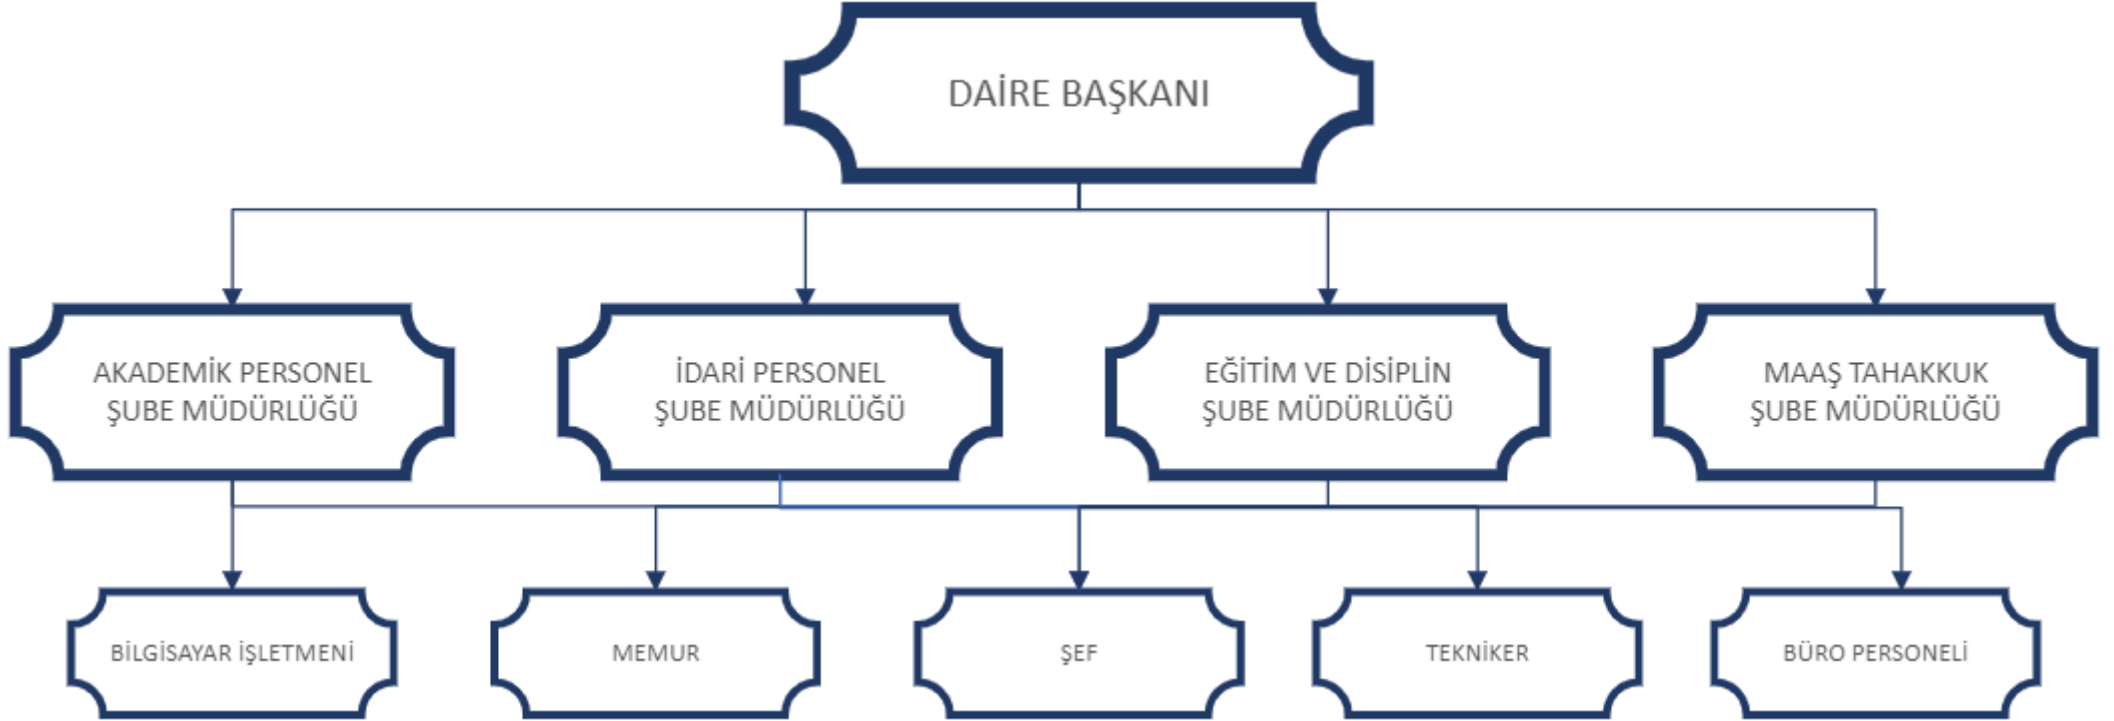 DAİRE BAŞKANI
AKADEMİK PERSONEL
ŞUBE MÜDÜRLÜĞÜ
İDARİ PERSONEL
ŞUBE MÜDÜRLÜĞÜ
EĞİTİM VE DİSİPLİN
ŞUBE MÜDÜRLÜĞÜ
MAAŞ TAHAKKUK
ŞUBE MÜDÜRLÜĞÜ
BİLGİSAYAR İŞLETMENİ
MEMUR
ŞEF
TEKNİKER
BÜRO PERSONELİ